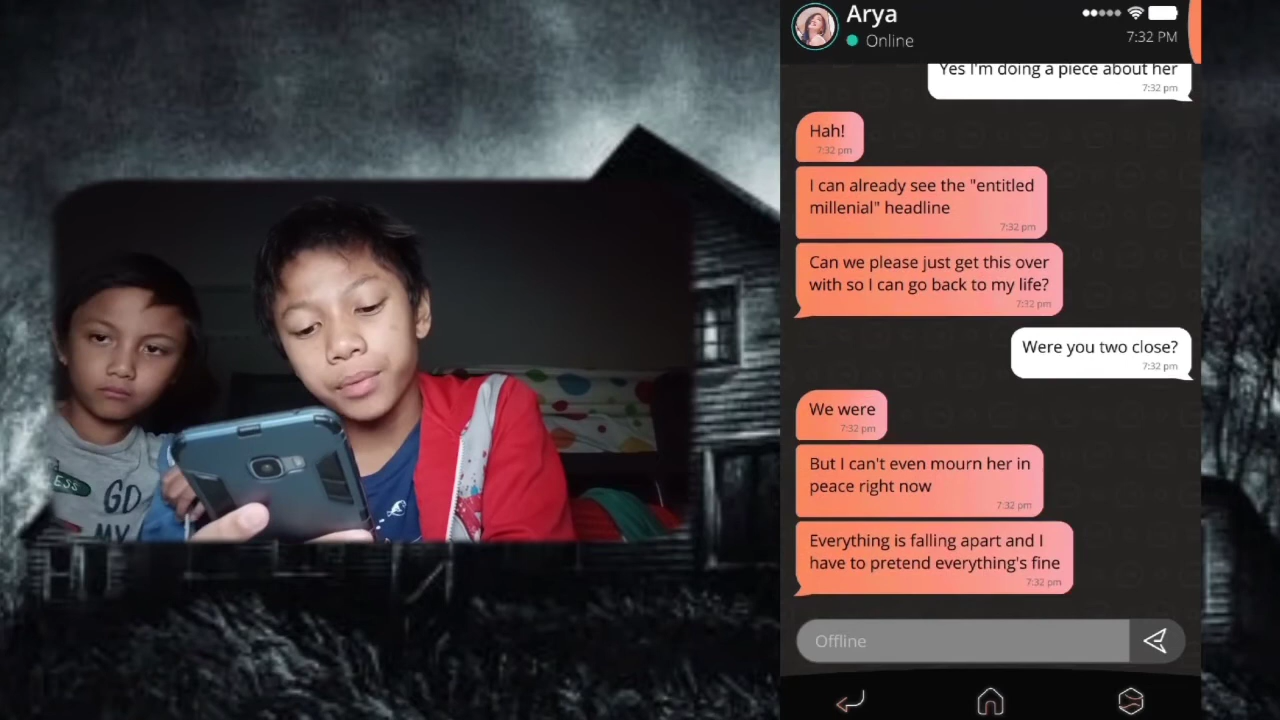 Arya
Online
7:32 PM
Yes I'm doing a piece about her
7:32 pm
Hah!
7:32 pm
I can already see the "entitled
millenial" headline
7:32 pm
Can we please just get this over
with so I can go back to my life?
7:32 pm
Were you two close?
7:32 pm
We were
7:32 pm
But I can't even mourn her in
peace right now
7:32 pm
Everything is falling apart and I
have to pretend everything's fine
7:32 pm
Offline
ESS
GD
MY